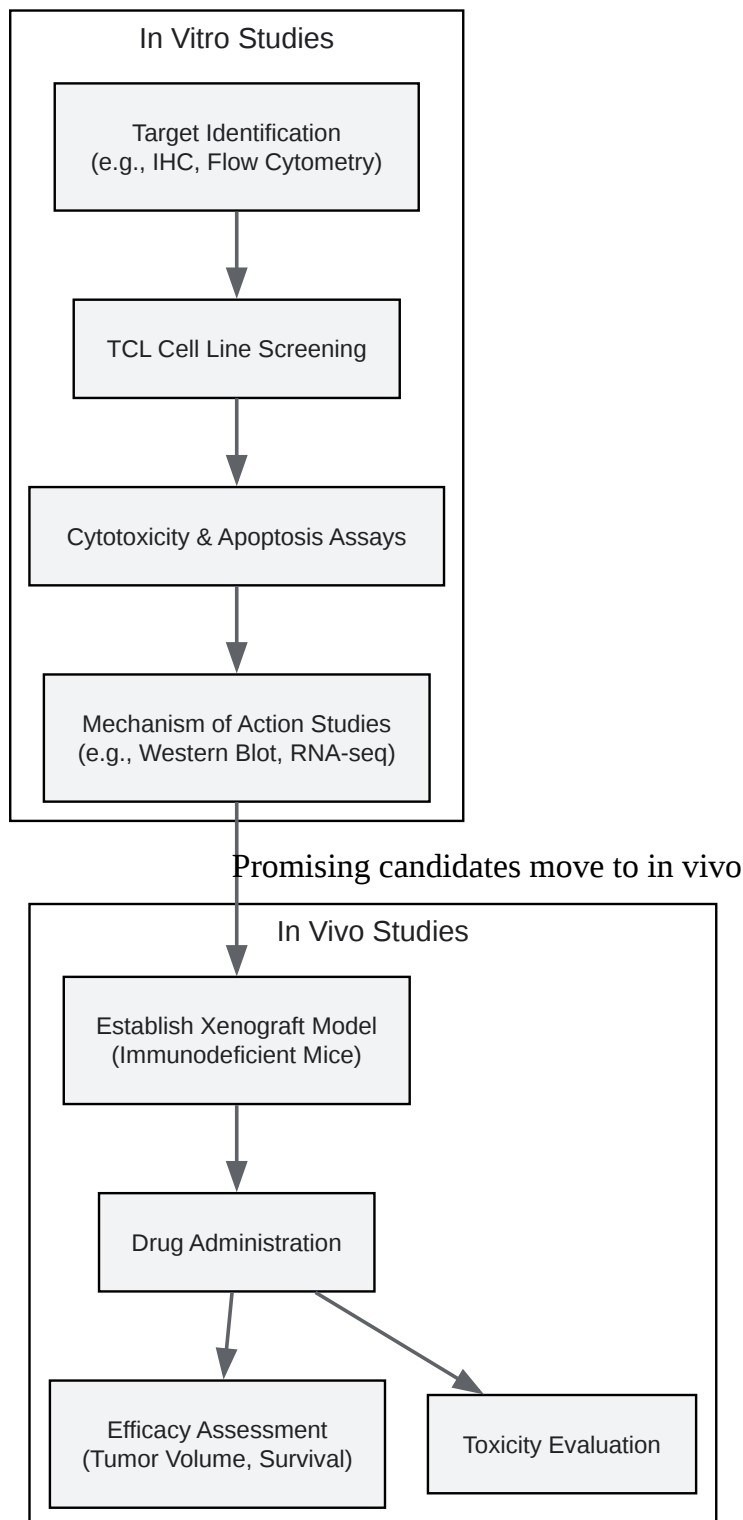 In Vitro Studies
Target Identification
(e.g., IHC, Flow Cytometry)
TCL Cell Line Screening
Cytotoxicity & Apoptosis Assays
Mechanism of Action Studies
(e.g., Western Blot, RNA-seq)
Promising candidates move to in vivo
In Vivo Studies
Establish Xenograft Model
(Immunodeficient Mice)
Drug Administration
Efficacy Assessment
(Tumor Volume, Survival)
Toxicity Evaluation